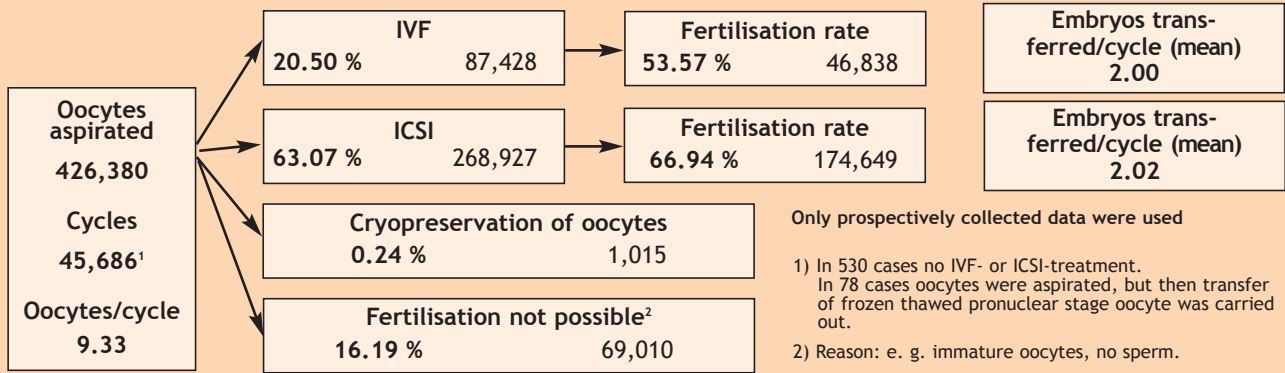 Oocytes
aspirated
426,380
Cycles
45,686¹
Oocytes/cycle
9.33
IVF
20.50 % 87,428
Fertilisation rate
53.57 % 46,838
Embryos trans-
ferred/cycle (mean)
2.00
ICSI
63.07 % 268,927
Fertilisation rate
66.94 % 174,649
Embryos trans-
ferred/cycle (mean)
2.02
Cryopreservation of oocytes
0.24 % 1,015
Fertilisation not possible²
16.19 % 69,010
Only prospectively collected data were used
1) In 530 cases no IVF- or ICSI-treatment.
In 78 cases oocytes were aspirated, but then transfer
of frozen thawed pronuclear stage oocyte was carried
out.
2) Reason: e. g. immature oocytes, no sperm.